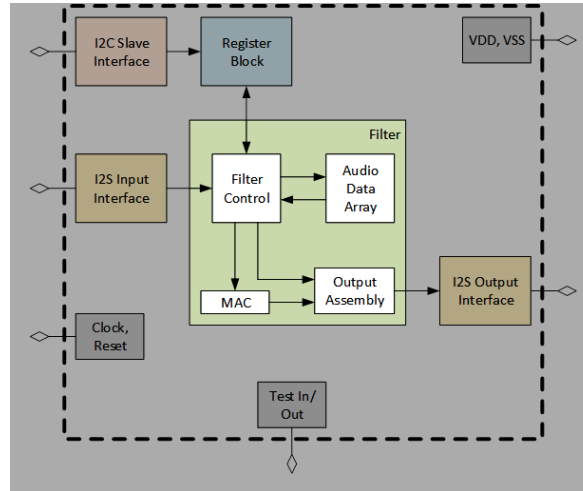 I2C Slave
Interface
Register
Block
VDD, VSS
Filter
I2S Input
Interface
Filter
Control
Audio
Data
Array
MAC
Output
Assembly
I2S Output
Interface
Clock,
Reset
Test In/
Out